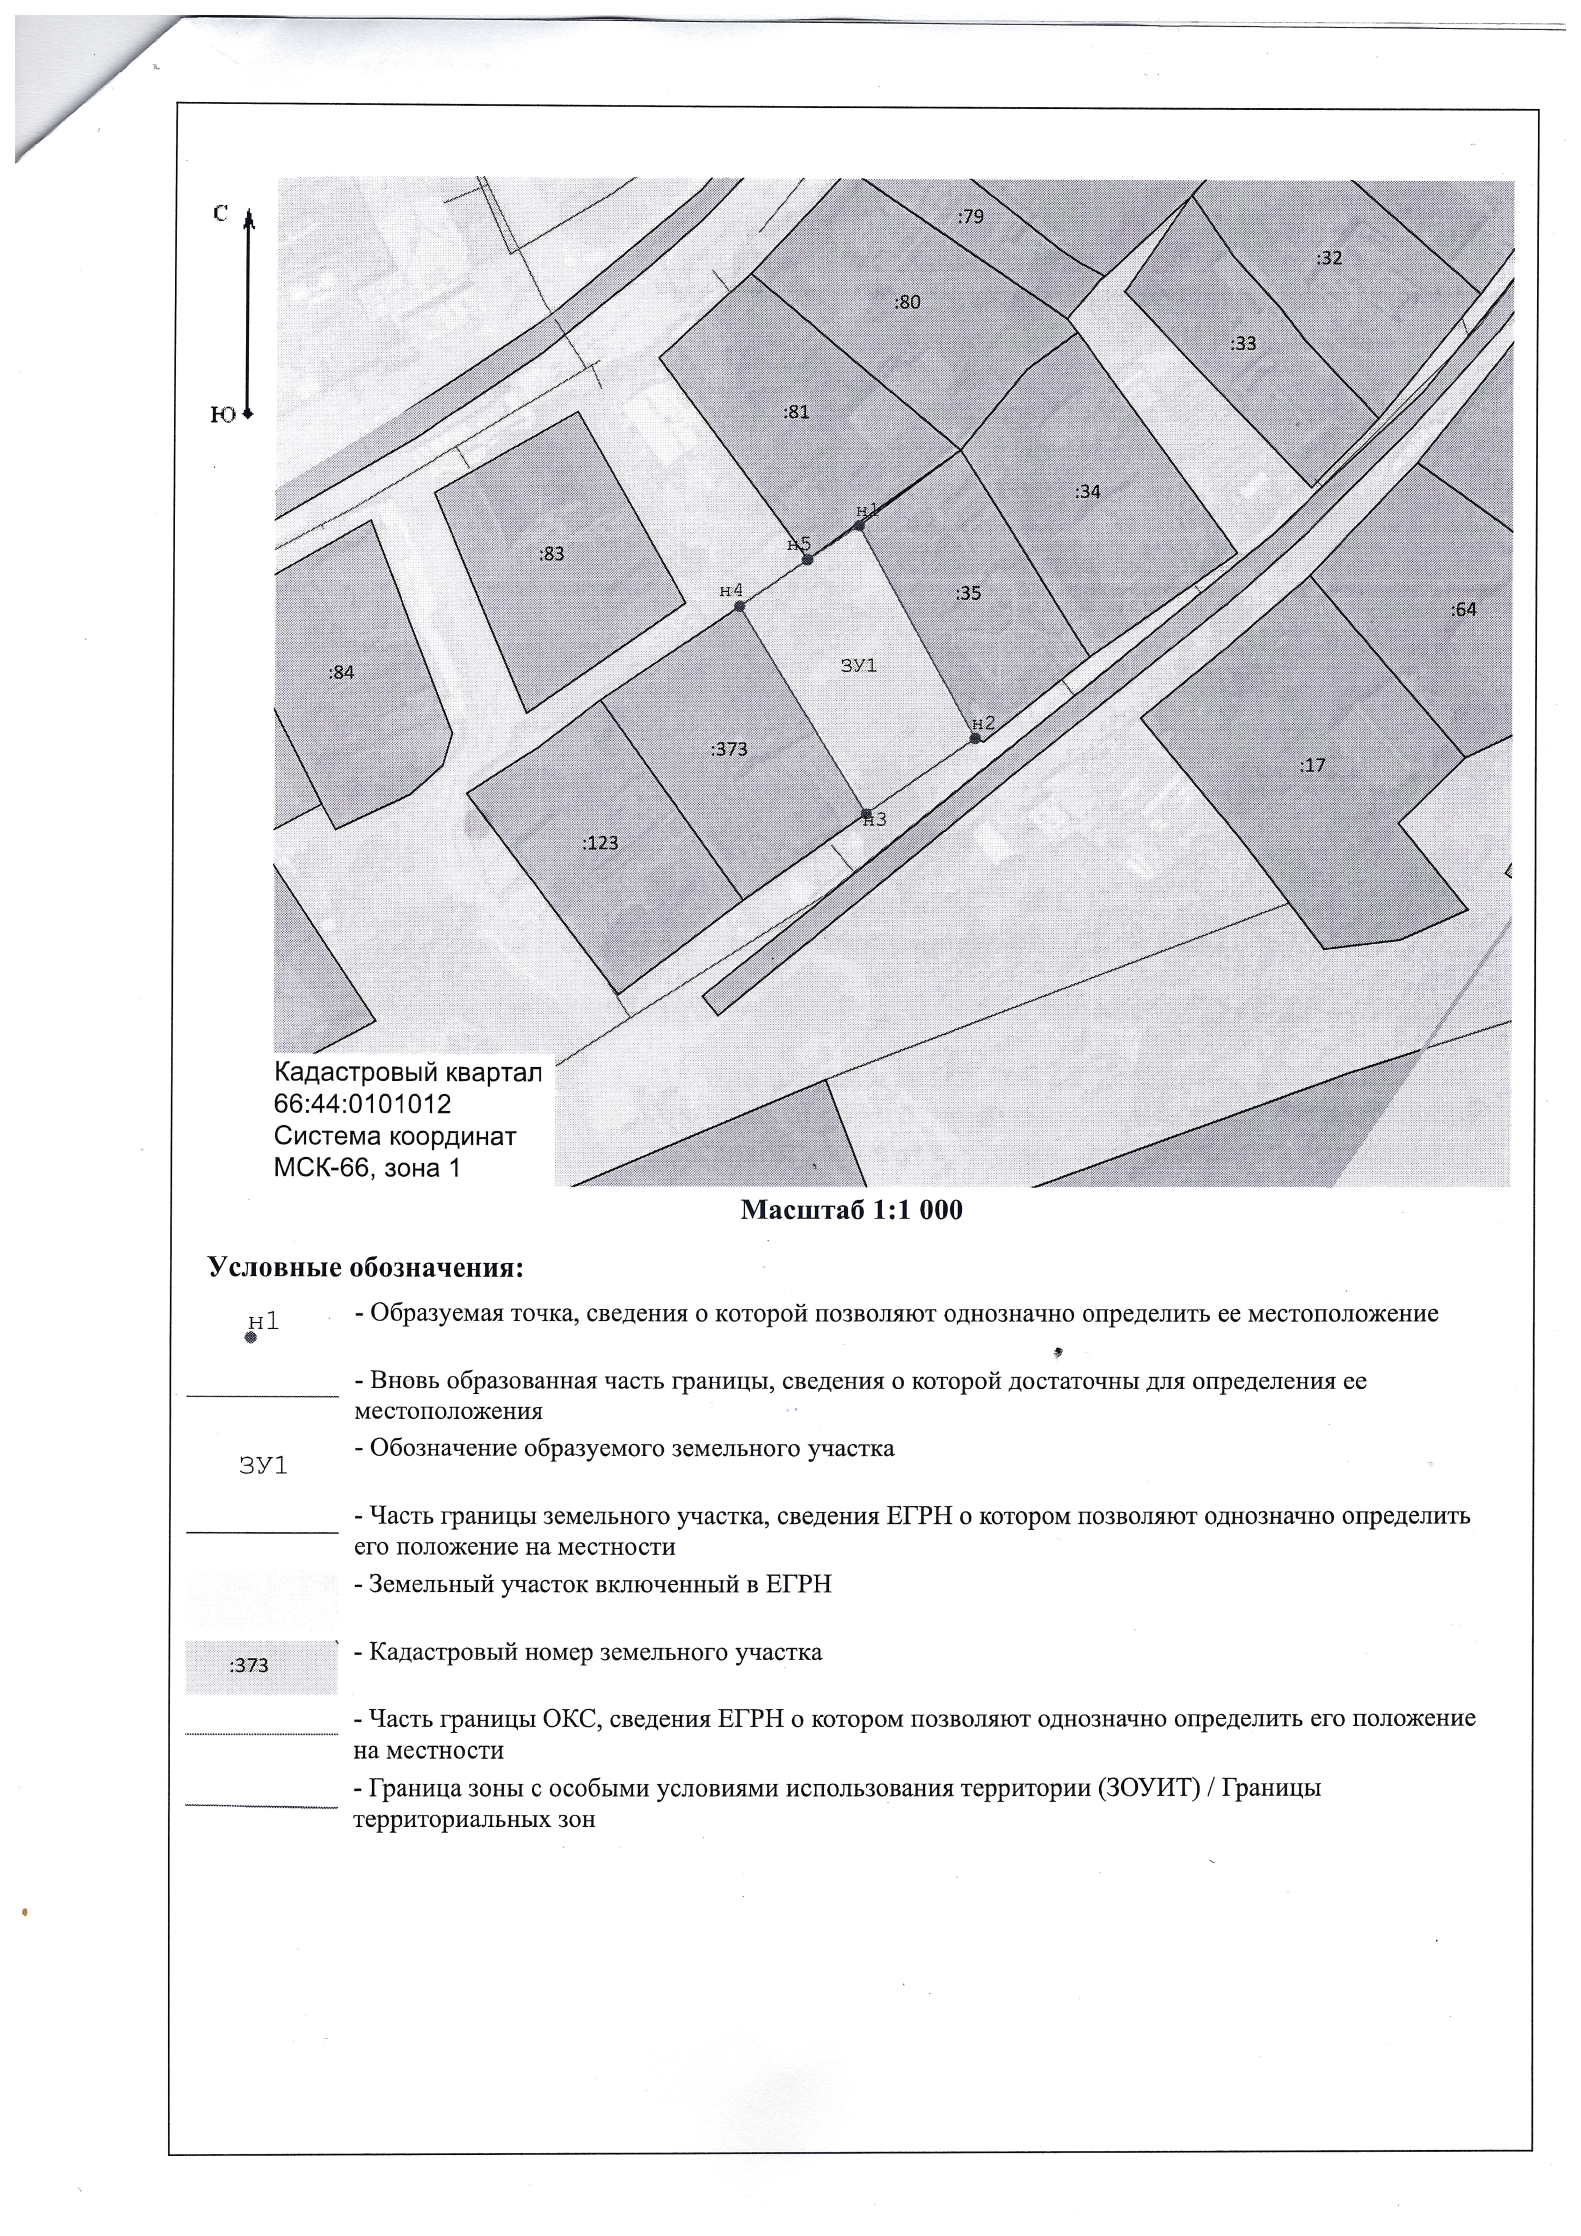 С
Ю
:79
:32
:80
:33
:81
:34
н1
:83
н5
н4
:35
:64
ЗУ1
:84
н2
:373
:17
н3
:123
Кадастровый квартал
66:44:0101012
Система координат
МСК-66, зона 1
Масштаб 1:1 000
Условные обозначения:
н1
- Образуемая точка, сведения о которой позволяют однозначно определить ее местоположение
- Вновь образованная часть границы, сведения о которой достаточны для определения ее
местоположения
ЗУ1
- Обозначение образуемого земельного участка
- Часть границы земельного участка, сведения ЕГРН о котором позволяют однозначно определить
его положение на местности
- Земельный участок включенный в ЕГРН
:373
- Кадастровый номер земельного участка
- Часть границы ОКС, сведения ЕГРН о котором позволяют однозначно определить его положение
на местности
- Граница зоны с особыми условиями использования территории (ЗОУИТ) / Границы
территориальных зон